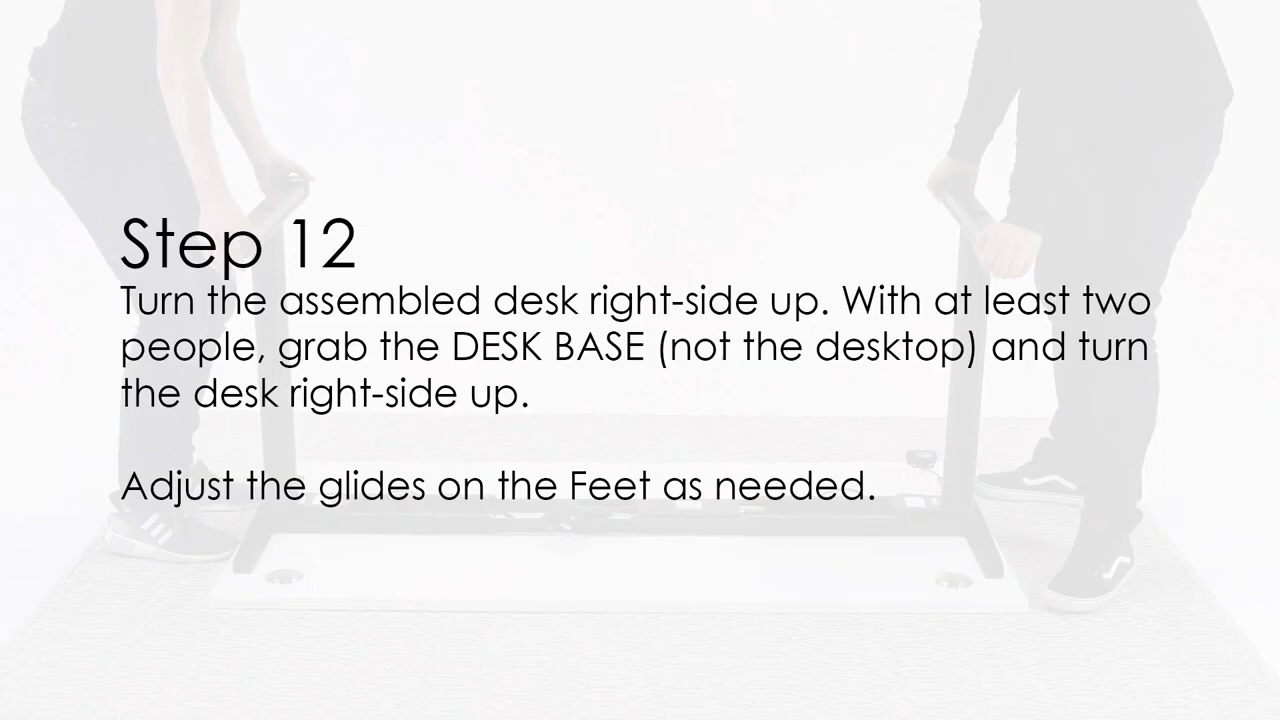 Step 12
Turn the assembled desk right-side up. With at least two
people, grab the DESK BASE (not the desktop) and turn
the desk right-side up.
Adjust the glides on the Feet as needed.